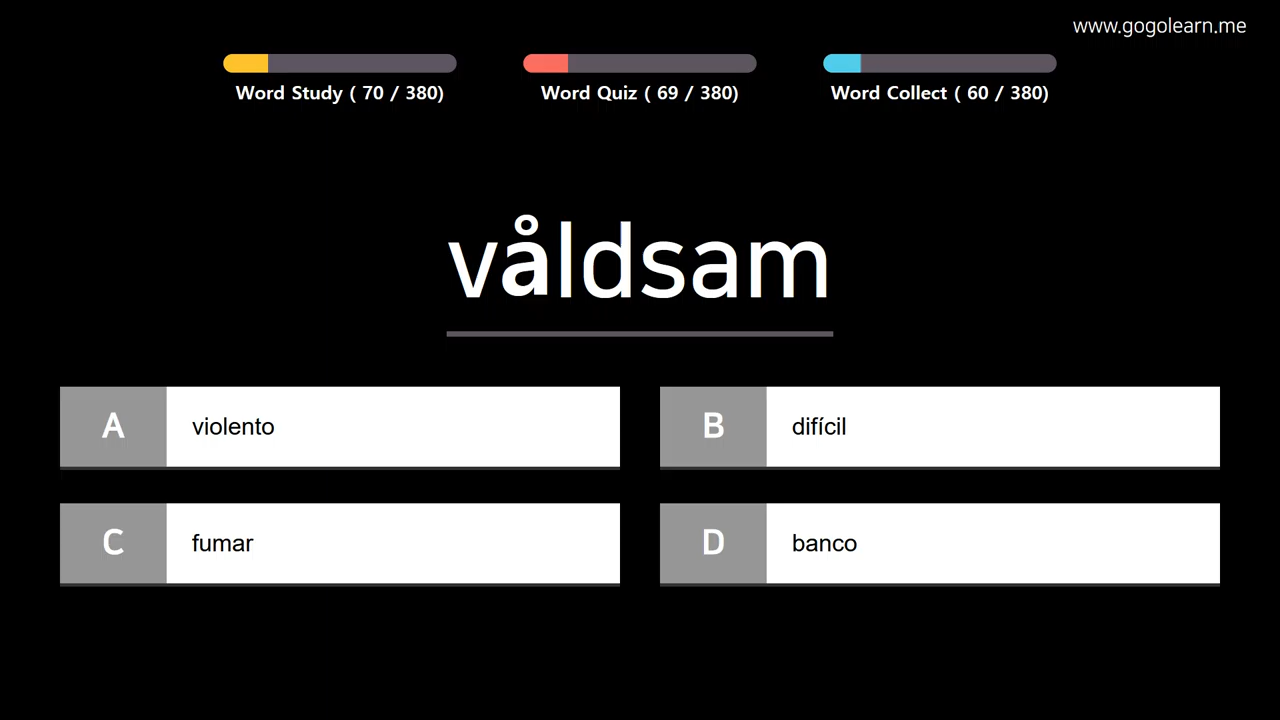 www.gogolearn.me
Word Study ( 70 / 380)
Word Quiz ( 69 / 380)
Word Collect ( 60 / 380)
våldsam
A violento
B difícil
C fumar
D banco